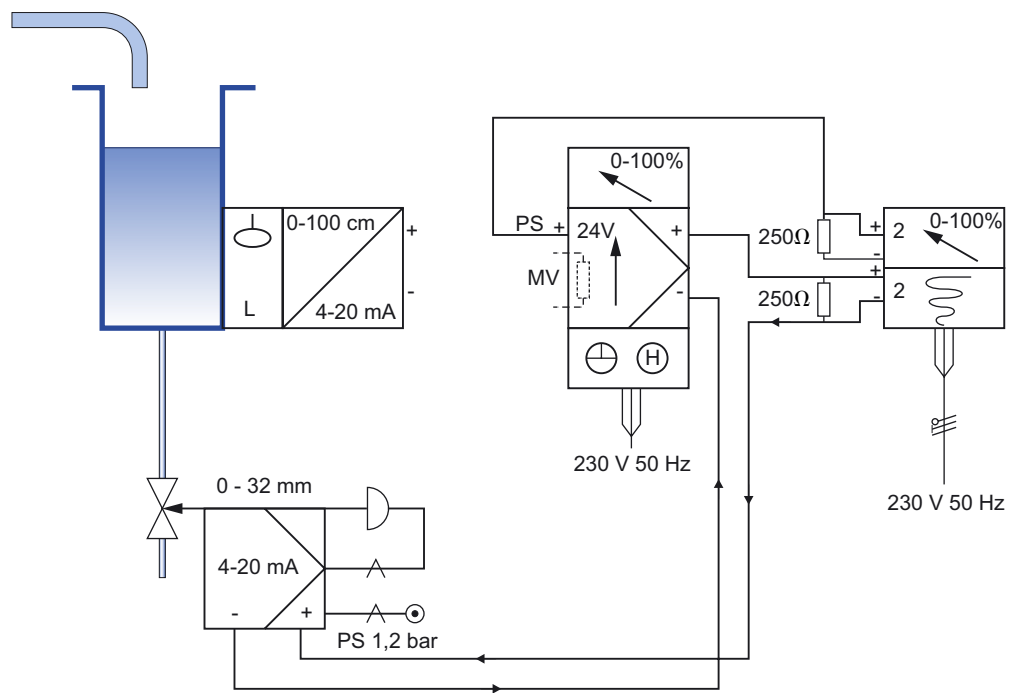 0-100 cm
+
-
L
4-20 mA
0 - 32 mm
4-20 mA
-
+
PS 1,2 bar
0-100%
PS +
24V
+
MV
-
H
230 V 50 Hz
250Ω
+
2
0-100%
-
+
250Ω
-
2
230 V 50 Hz